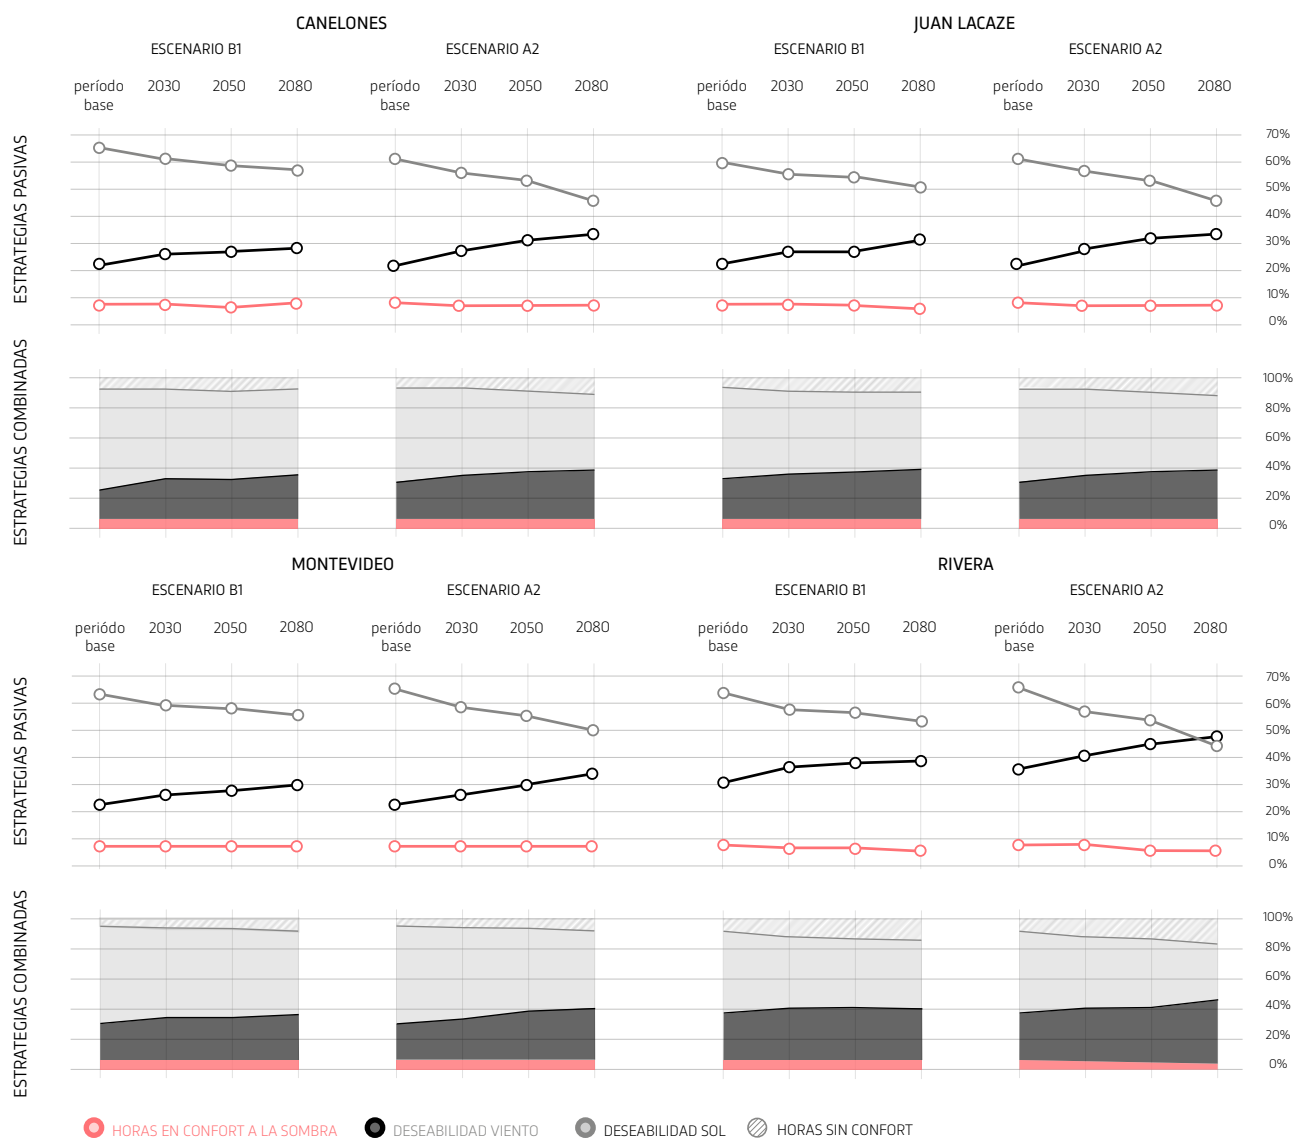 CANELONES
JUAN LACAZE
ESCENARIO B1
ESCENARIO A2
ESCENARIO B1
ESCENARIO A2
período base
2030
2050
2080
período base
2030
2050
2080
período base
2030
2050
2080
período base
2030
2050
2080
ESTRATEGIAS PASIVAS
70%
60%
50%
40%
30%
20%
10%
0%
ESTRATEGIAS COMBINADAS
100%
80%
60%
40%
20%
0%
MONTEVIDEO
RIVERA
ESCENARIO B1
ESCENARIO A2
ESCENARIO B1
ESCENARIO A2
periódo base
2030
2050
2080
periódo base
2030
2050
2080
periódo base
2030
2050
2080
periódo base
2030
2050
2080
ESTRATEGIAS PASIVAS
70%
60%
50%
40%
30%
20%
10%
0%
ESTRATEGIAS COMBINADAS
100%
80%
60%
40%
20%
0%
HORAS EN CONFORT A LA SOMBRA
DESEABILIDAD VIENTO
DESEABILIDAD SOL
HORAS SIN CONFORT